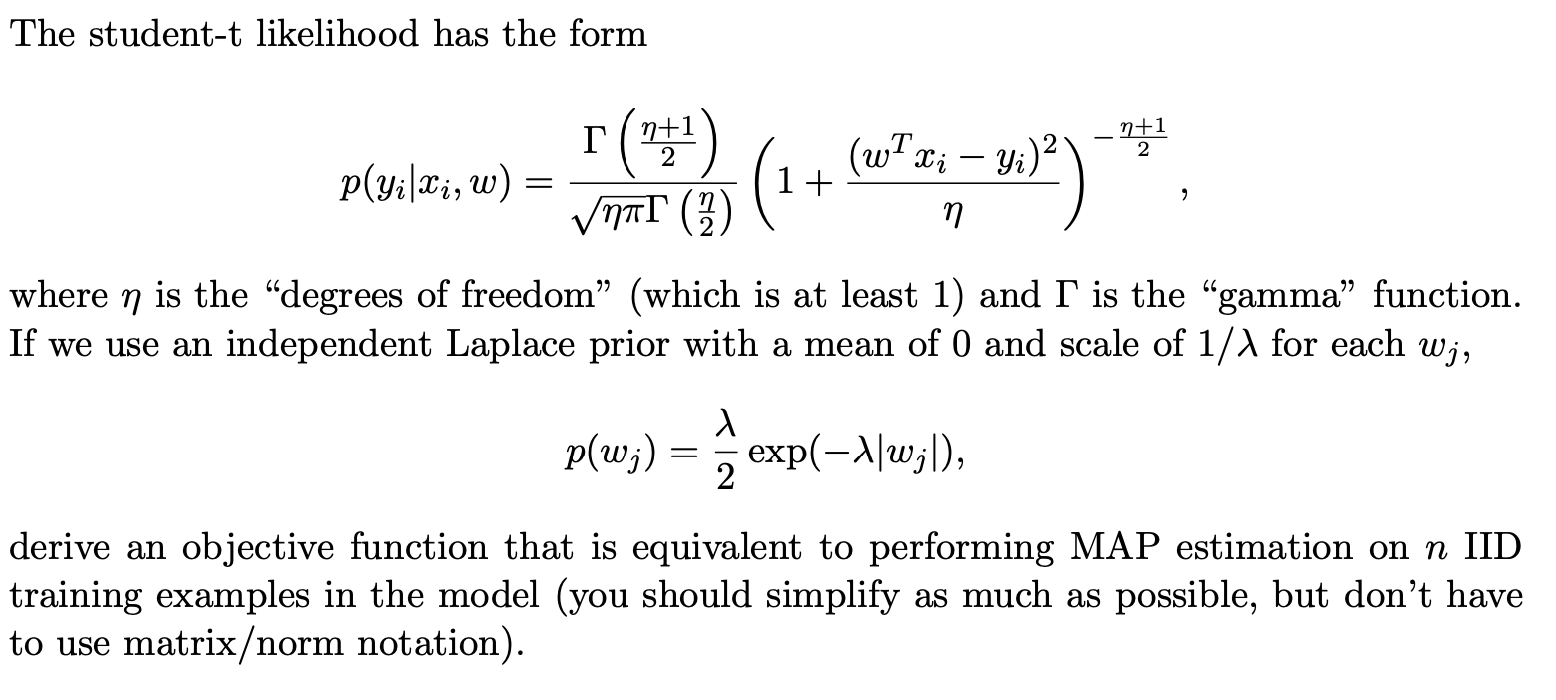 The student-t likelihood has the form
p(y_i|x_i, w) = \frac{\Gamma\left(\frac{\eta+1}{2}\right)}{\sqrt{\eta\pi}\Gamma\left(\frac{\eta}{2}\right)} \left(1 + \frac{(w^T x_i - y_i)^2}{\eta}\right)^{-\frac{\eta+1}{2}},
where η is the “degrees of freedom” (which is at least 1) and Γ is the “gamma” function.
If we use an independent Laplace prior with a mean of 0 and scale of 1/λ for each w_j,
p(w_j) = \frac{\lambda}{2} \exp(-\lambda|w_j|),
derive an objective function that is equivalent to performing MAP estimation on n IID
training examples in the model (you should simplify as much as possible, but don’t have
to use matrix/norm notation).